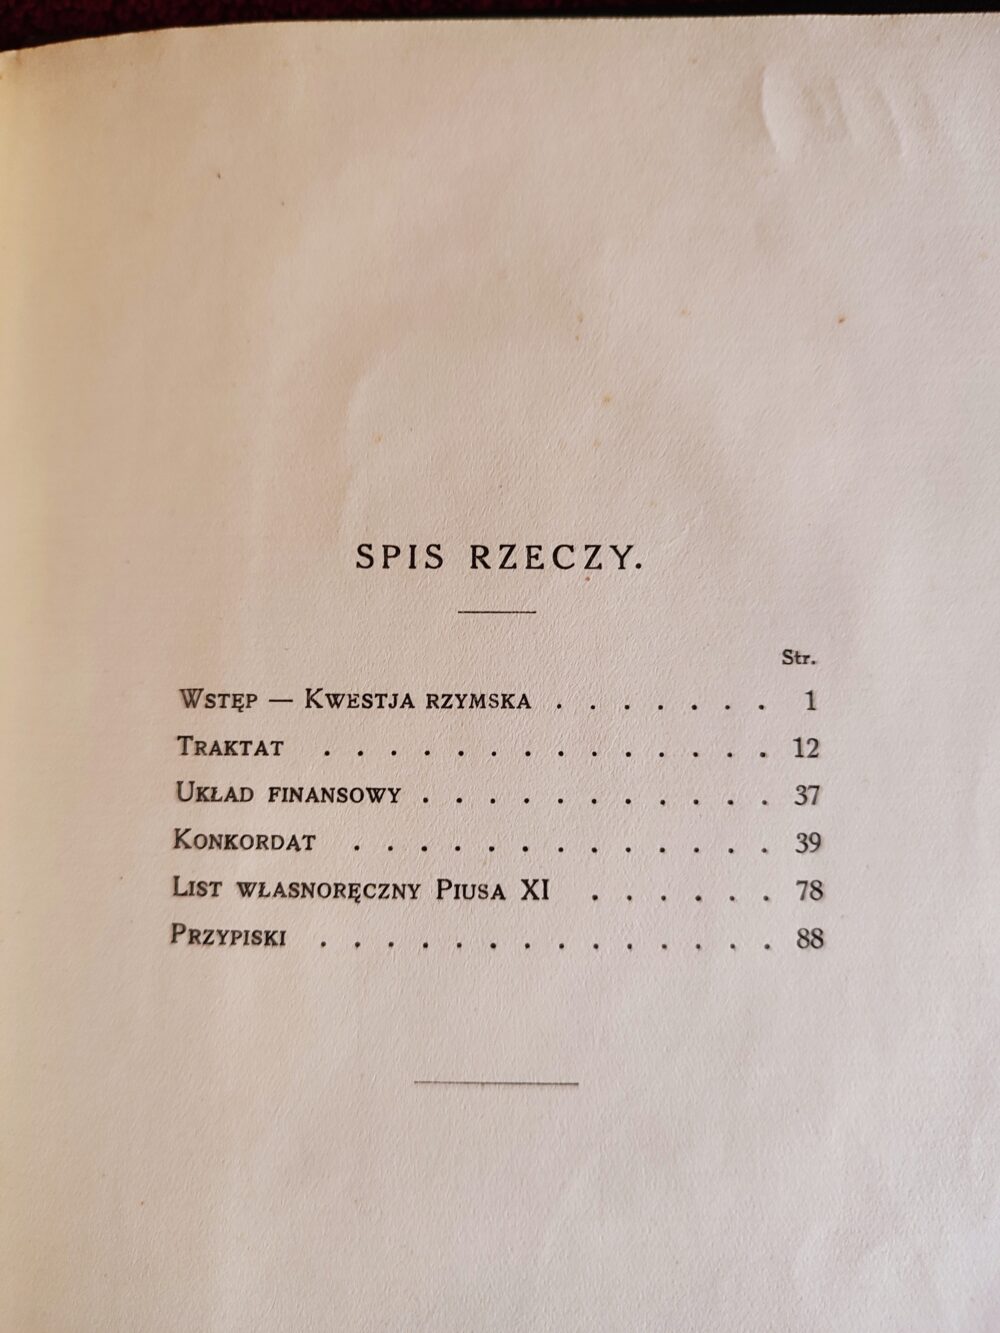 SPIS RZECZY.
Str.
Wstęp — Kwestja rzymska . . . . . . . 1
Traktat . . . . . . . . . . . . . . 12
Układ finansowy . . . . . . . . . . . 37
Konkordat . . . . . . . . . . . . . 39
List własnoręczny Piusa XI . . . . . . 78
Przypiski . . . . . . . . . . . . . . 88